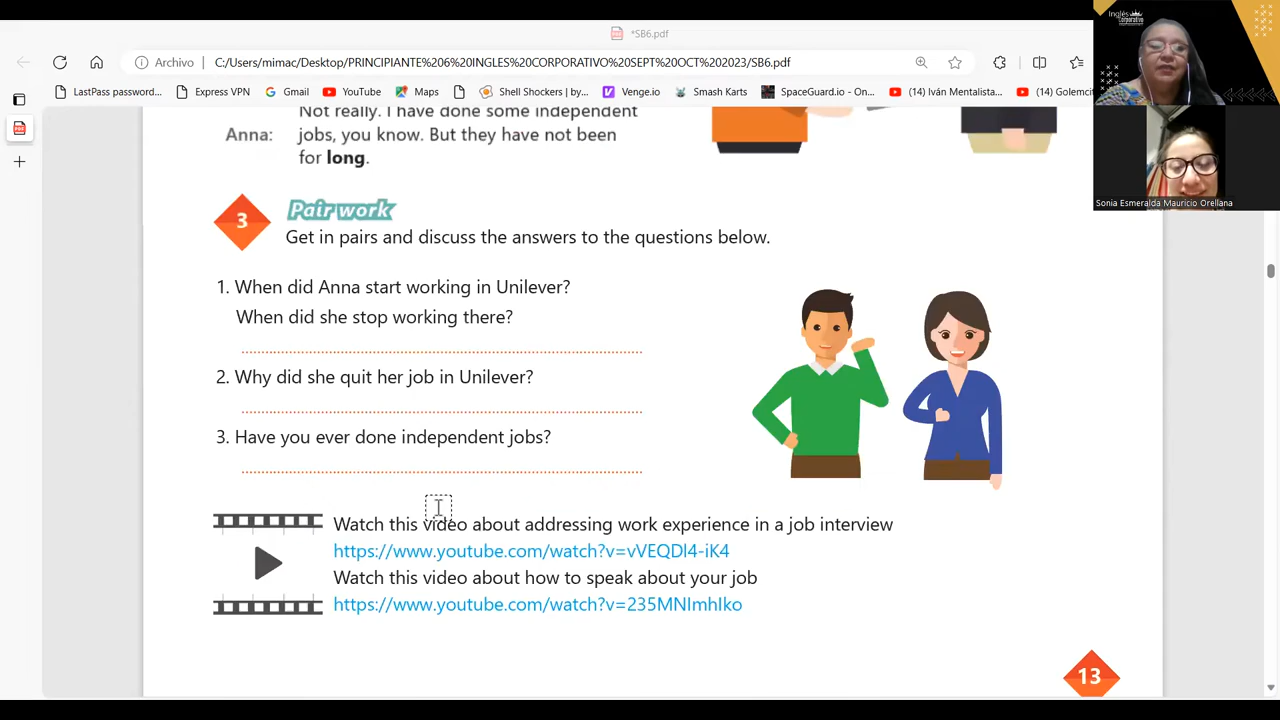 *SB6.pdf
Archivo
C:/Users/mimac/Desktop/PRINCIPIANTE%206%20INGLES%20CORPORATIVO%20SEPT%20OCT%202023/SB6.pdf
LastPass password...
Express VPN
Gmail
YouTube
Maps
Shell Shockers | by...
Venge.io
Smash Karts
SpaceGuard.io - On...
(14) Iván Mentalista...
(14) Golemcit
Inglés
Corporativo
Sonia Esmeralda Mauricio Orellana
Not really. I have done some independent
Anna: jobs, you know. But they have not been
for long.
3
Pair work
Get in pairs and discuss the answers to the questions below.
1. When did Anna start working in Unilever?
When did she stop working there?
2. Why did she quit her job in Unilever?
3. Have you ever done independent jobs?
Watch this video about addressing work experience in a job interview
https://www.youtube.com/watch?v=vVEQDl4-iK4
Watch this video about how to speak about your job
https://www.youtube.com/watch?v=235MNImhIko
13